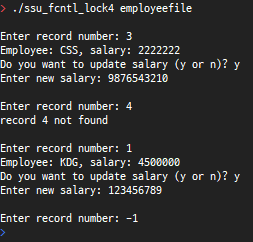 > ./ssu_fcntl_lock4 employeefile
Enter record number: 3
Employee: CSS, salary: 2222222
Do you want to update salary (y or n)? y
Enter new salary: 9876543210
Enter record number: 4
record 4 not found
Enter record number: 1
Employee: KDG, salary: 4500000
Do you want to update salary (y or n)? y
Enter new salary: 123456789
Enter record number: -1
>